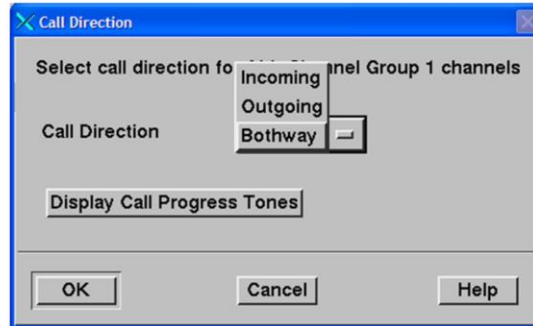 Call Direction
Select call direction fo Channel Group 1 channels
Incoming
Outgoing
Call Direction
Bothway
Display Call Progress Tones
OK Cancel Help